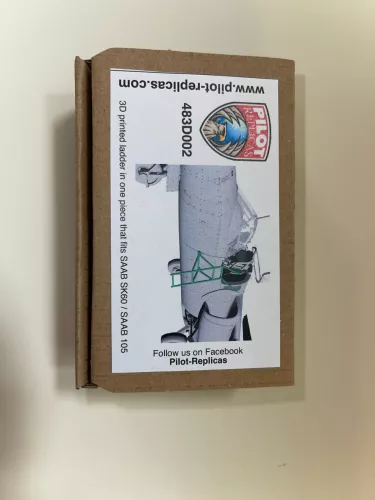 www.pilot-replicas.com
483D002
PILOT
REPLICAS
3D printed ladder in one piece that fits SAAB SK60 / SAAB 105
Follow us on Facebook
Pilot-Replicas